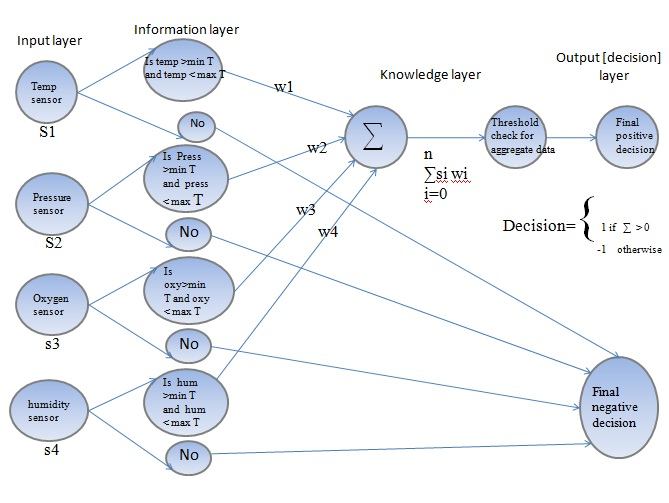 Input layer
Information layer
Knowledge layer
Output [decision]
layer
Temp
sensor
S1
Is temp >min T
and temp <max T
No
w1
Pressure
sensor
S2
Is Press
>min T
and press
<max T
No
w2
Oxygen
sensor
s3
Is
oxy>min
T and oxy
<max T
No
w3
humidity
sensor
s4
Is hum
>min T
and hum
<max T
No
w4
∑
n
∑si wi
i=0
Threshold
check for
aggregate data
Final
positive
decision
Decision={
1 if ∑ >0
-1 otherwise
Final
negative
decision